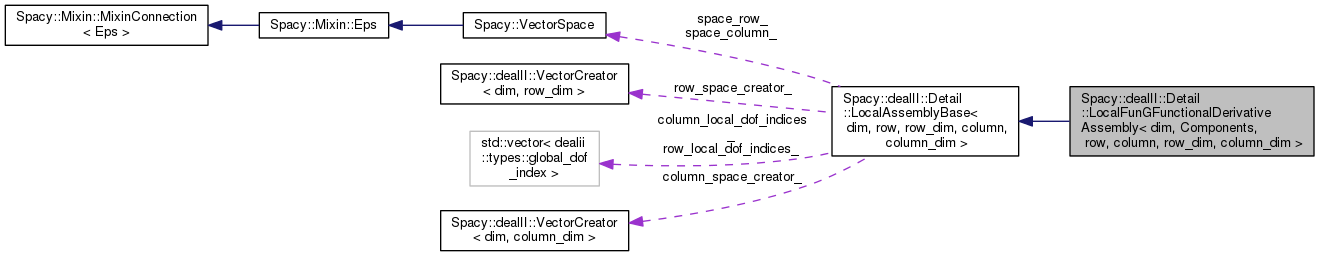 Spacy::Mixin::MixinConnection
< Eps >
Spacy::Mixin::Eps
Spacy::VectorSpace
space_row_
space_column_
Spacy::dealII::VectorCreator
< dim, row_dim >
row_space_creator_
column_local_dof_indices
_
row_local_dof_indices_
std::vector< dealii
::types::global_dof
_index >
column_space_creator_
Spacy::dealII::VectorCreator
< dim, column_dim >
Spacy::dealII::Detail
::LocalAssemblyBase<
dim, row, row_dim, column,
column_dim >
Spacy::dealII::Detail
::LocalFunGFunctionalDerivative
Assembly< dim, Components,
row, column, row_dim, column_dim >